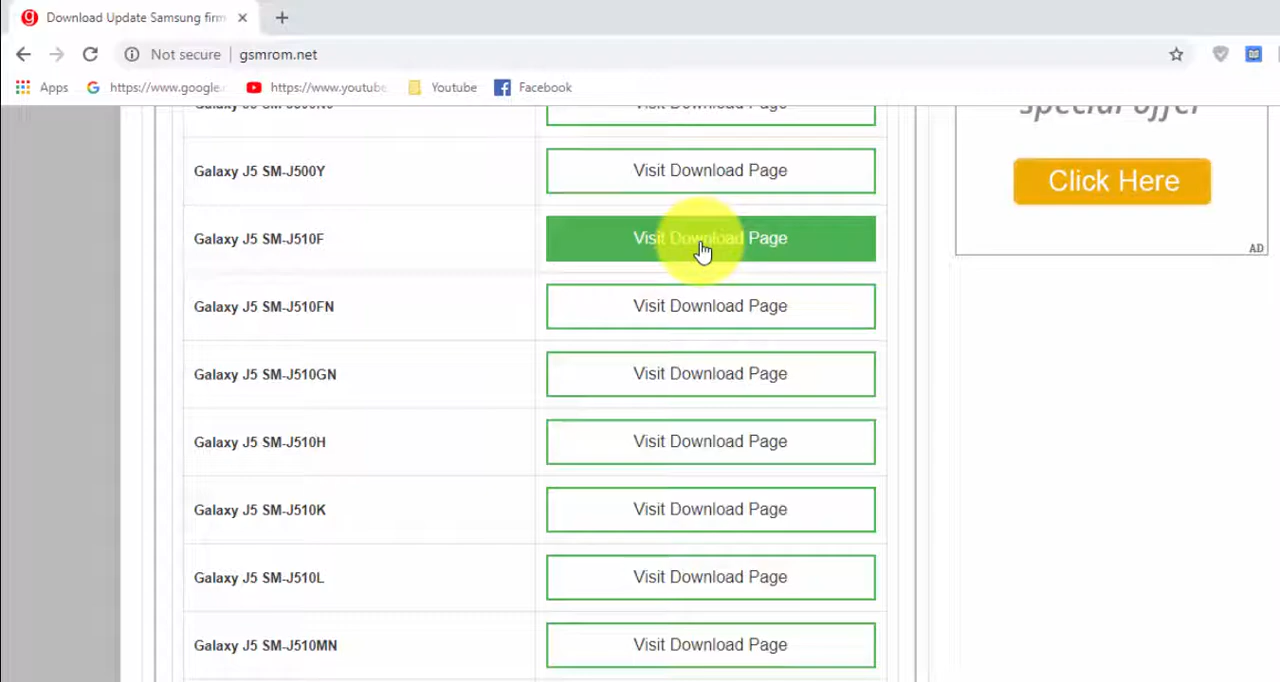 Download Update Samsung firm
Not secure | gsmrom.net
Apps https://www.google. https://www.youtube Youtube Facebook
Visit Download Page
special offer
Galaxy J5 SM-J500Y Visit Download Page
Click Here
Galaxy J5 SM-J510F Visit Download Page
AD
Galaxy J5 SM-J510FN Visit Download Page
Galaxy J5 SM-J510GN Visit Download Page
Galaxy J5 SM-J510H Visit Download Page
Galaxy J5 SM-J510K Visit Download Page
Galaxy J5 SM-J510L Visit Download Page
Galaxy J5 SM-J510MN Visit Download Page